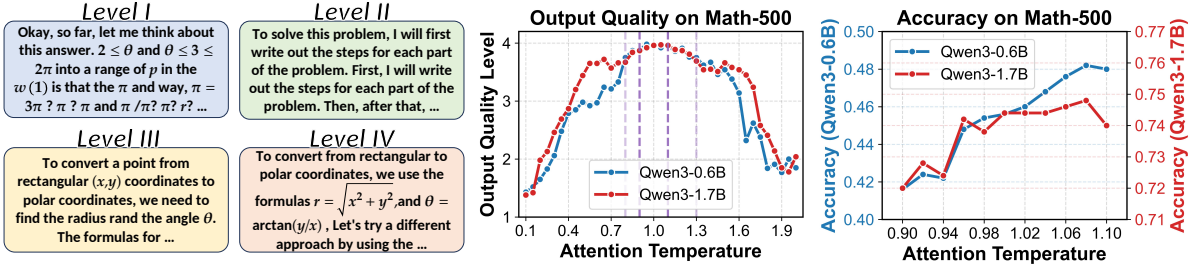 Level I
Okay, so far, let me think about
this answer. 2 ≤ θ and θ ≤ 3 ≤
2π into a range of p in the
w (1) is that the π and way, π =
3π ? π ? π and π /π? π? r? ...
Level II
To solve this problem, I will first
write out the steps for each part
of the problem. First, I will write
out the steps for each part of the
problem. Then, after that, ...
Level III
To convert a point from
rectangular (x,y) coordinates to
polar coordinates, we need to
find the radius rand the angle θ.
The formulas for ...
Level IV
To convert from rectangular to
polar coordinates, we use the
formulas r = √x² + y²,and θ =
arctan(y/x) , Let's try a different
approach by using the ...
Output Quality on Math-500
Output Quality Level
4
3
2
1
Qwen3-0.6B
Qwen3-1.7B
0.1 0.4 0.7 1.0 1.3 1.6 1.9
Attention Temperature
Accuracy on Math-500
Accuracy (Qwen3-0.6B)
0.50
0.48
0.46
0.44
0.42
0.40
Qwen3-0.6B
Qwen3-1.7B
0.77
0.76
0.75
0.74
0.73
0.72
0.71
Accuracy (Qwen3-1.7B)
0.90 0.94 0.98 1.02 1.06 1.10
Attention Temperature